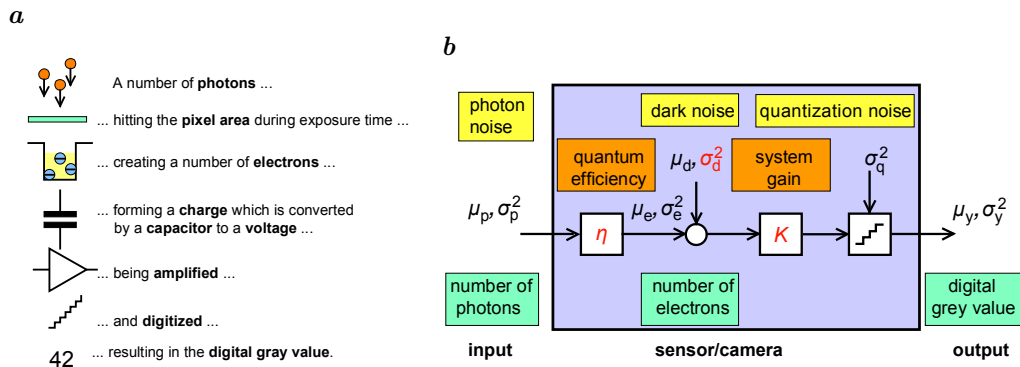 a
A number of photons ...
... hitting the pixel area during exposure time ...
... creating a number of electrons ...
... forming a charge which is converted
by a capacitor to a voltage ...
... being amplified ...
... and digitized ...
42
... resulting in the digital gray value.
b
photon
noise
dark noise
quantization noise
quantum
efficiency
μd, σd²
system
gain
σq²
μp, σp²
η
μe, σe²
K
μy, σy²
number of
photons
number of
electrons
digital
grey value
input
sensor/camera
output